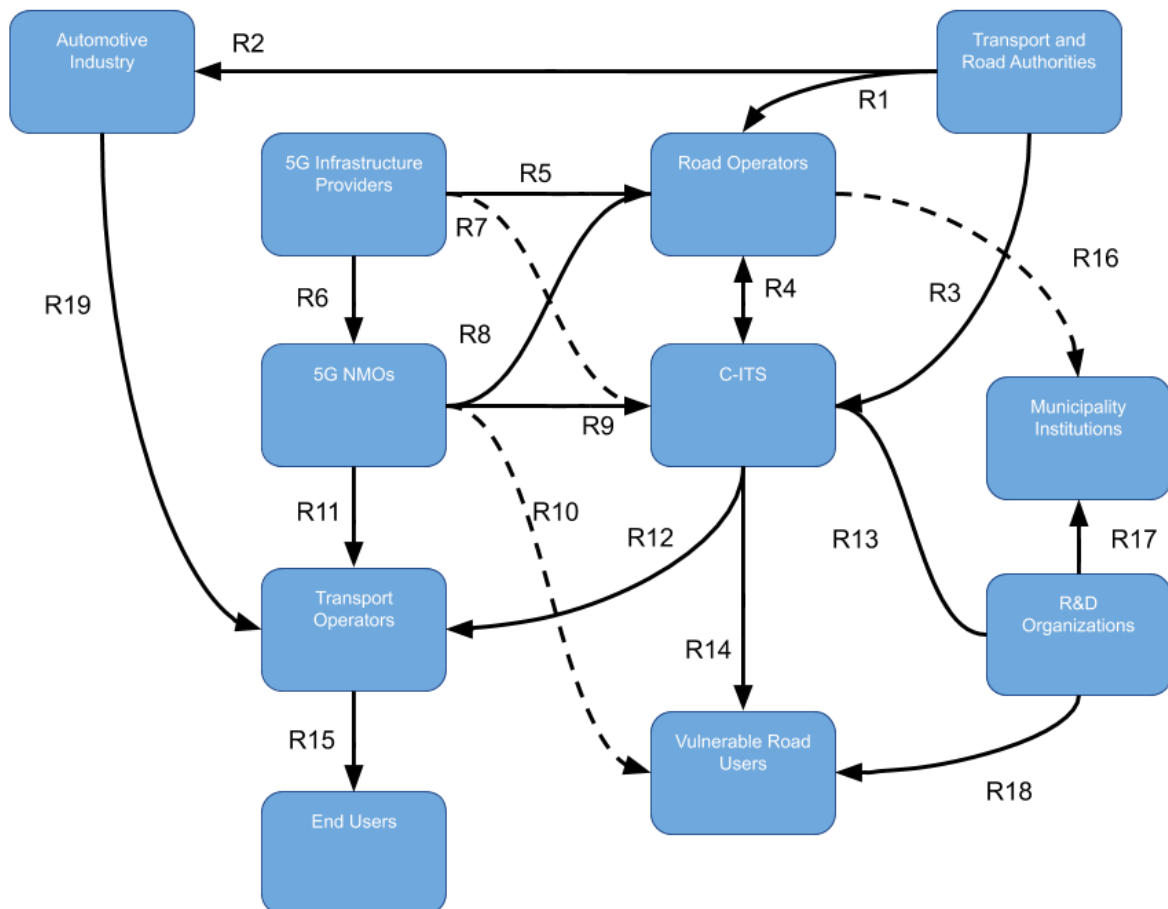 Automotive
Industry
R2
Transport and
Road Authorities
R1
5G Infrastructure
Providers
R5
Road Operators
R7
R16
R6
R8
R4
R3
R19
5G NMOs
C-ITS
R9
Municipality
Institutions
R11
R10
R12
R13
R17
Transport
Operators
R&D
Organizations
R14
R15
Vulnerable Road
Users
R18
End Users